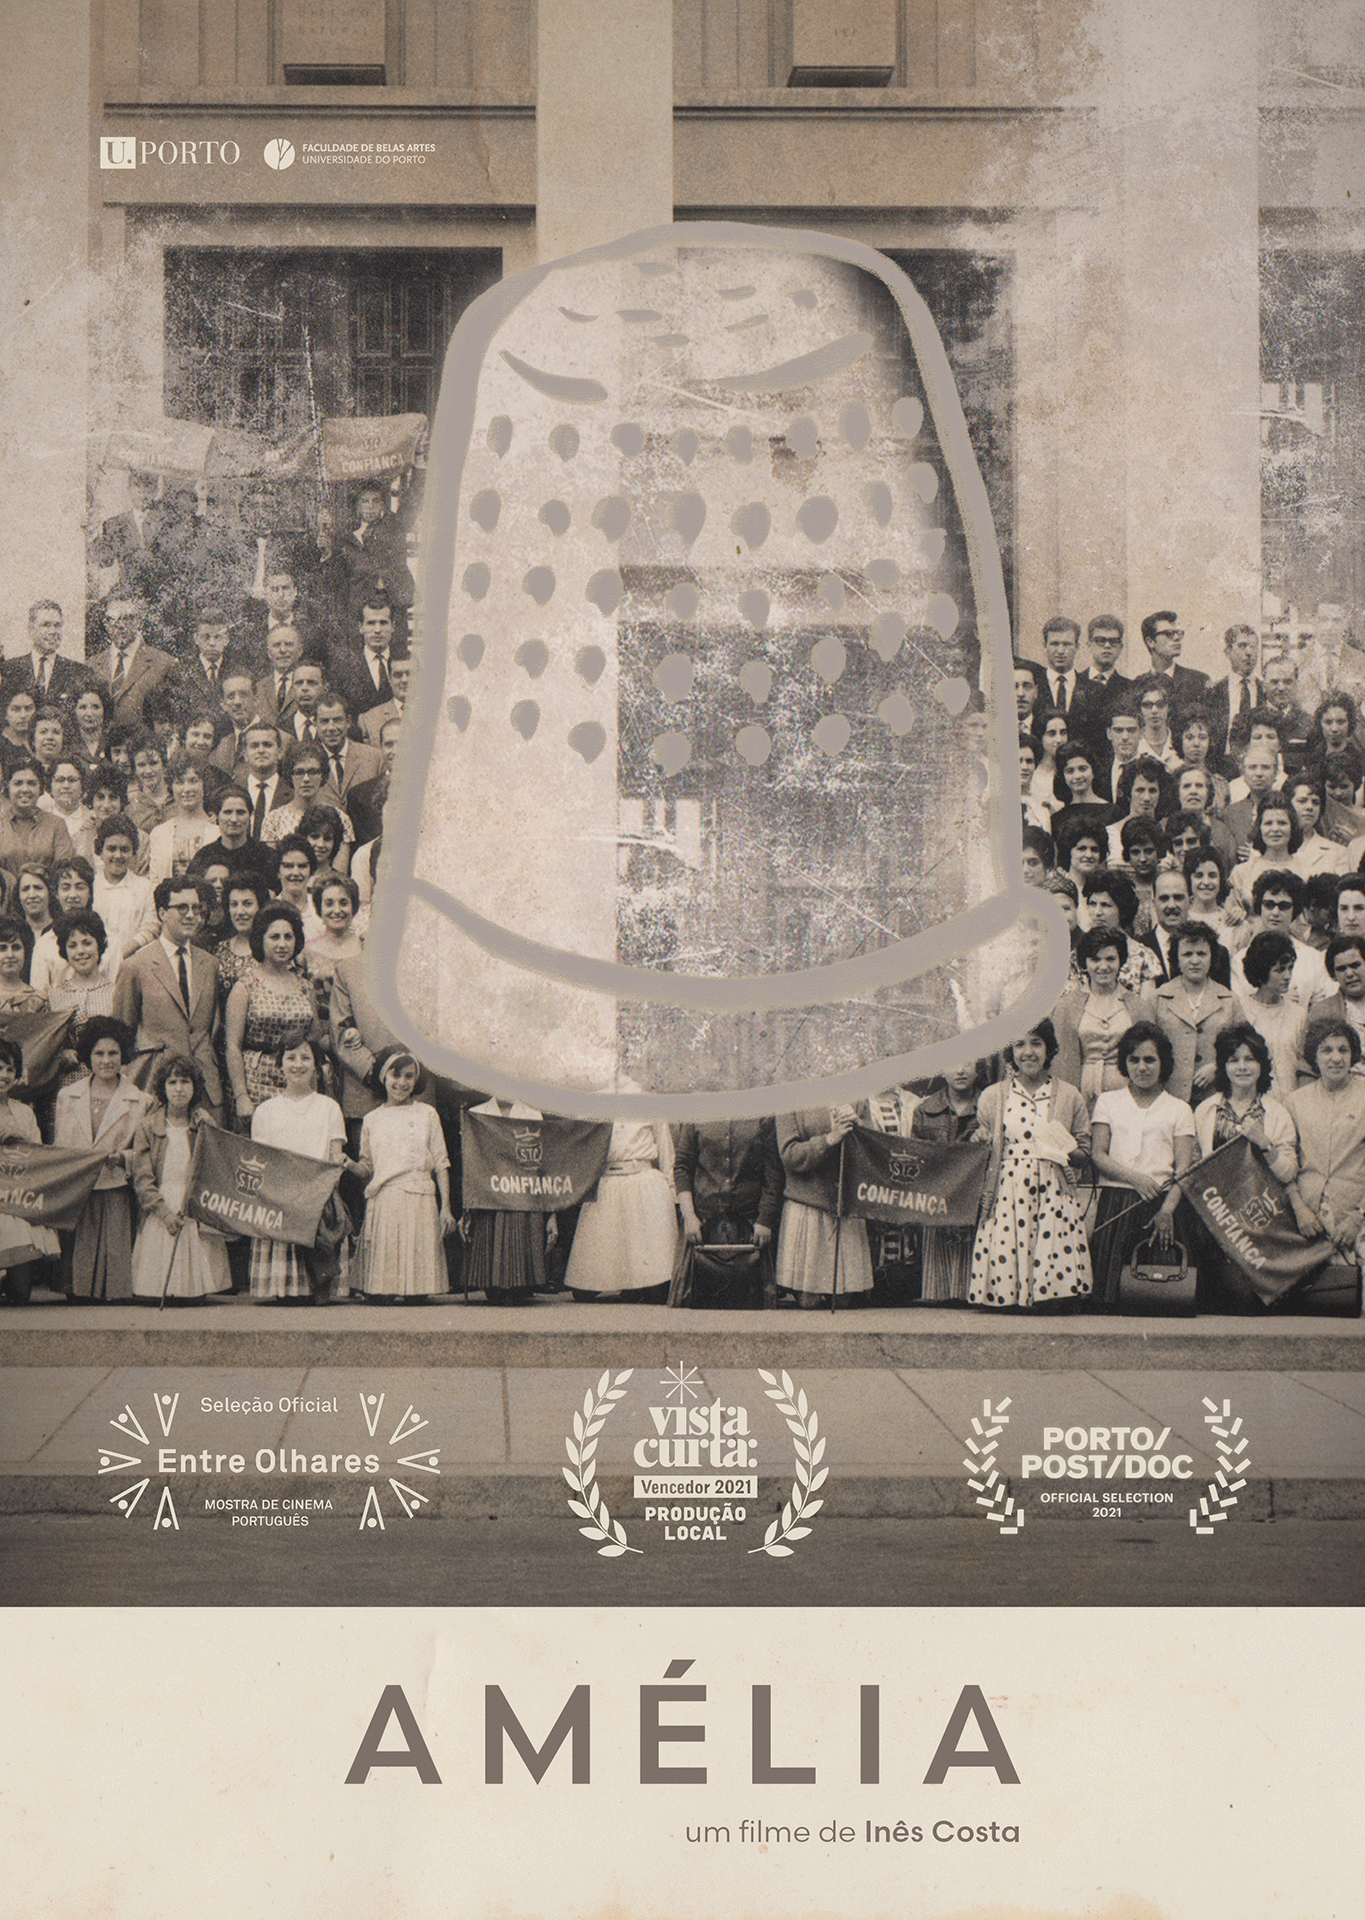 U.PORTO
FACULDADE DE BELAS ARTES
UNIVERSIDADE DO PORTO
CONFIANÇA
CONFIANÇA
STC
CONFIANÇA
STC
CONFIANÇA
STC
CONFIANÇA
STC
CONFIANÇA
Seleção Oficial
Entre Olhares
MOSTRA DE CINEMA
PORTUGUÊS
vista
curta:
Vencedor 2021
PRODUÇÃO
LOCAL
PORTO/
POST/DOC
OFFICIAL SELECTION
2021
AMÉLIA
um filme de Inês Costa